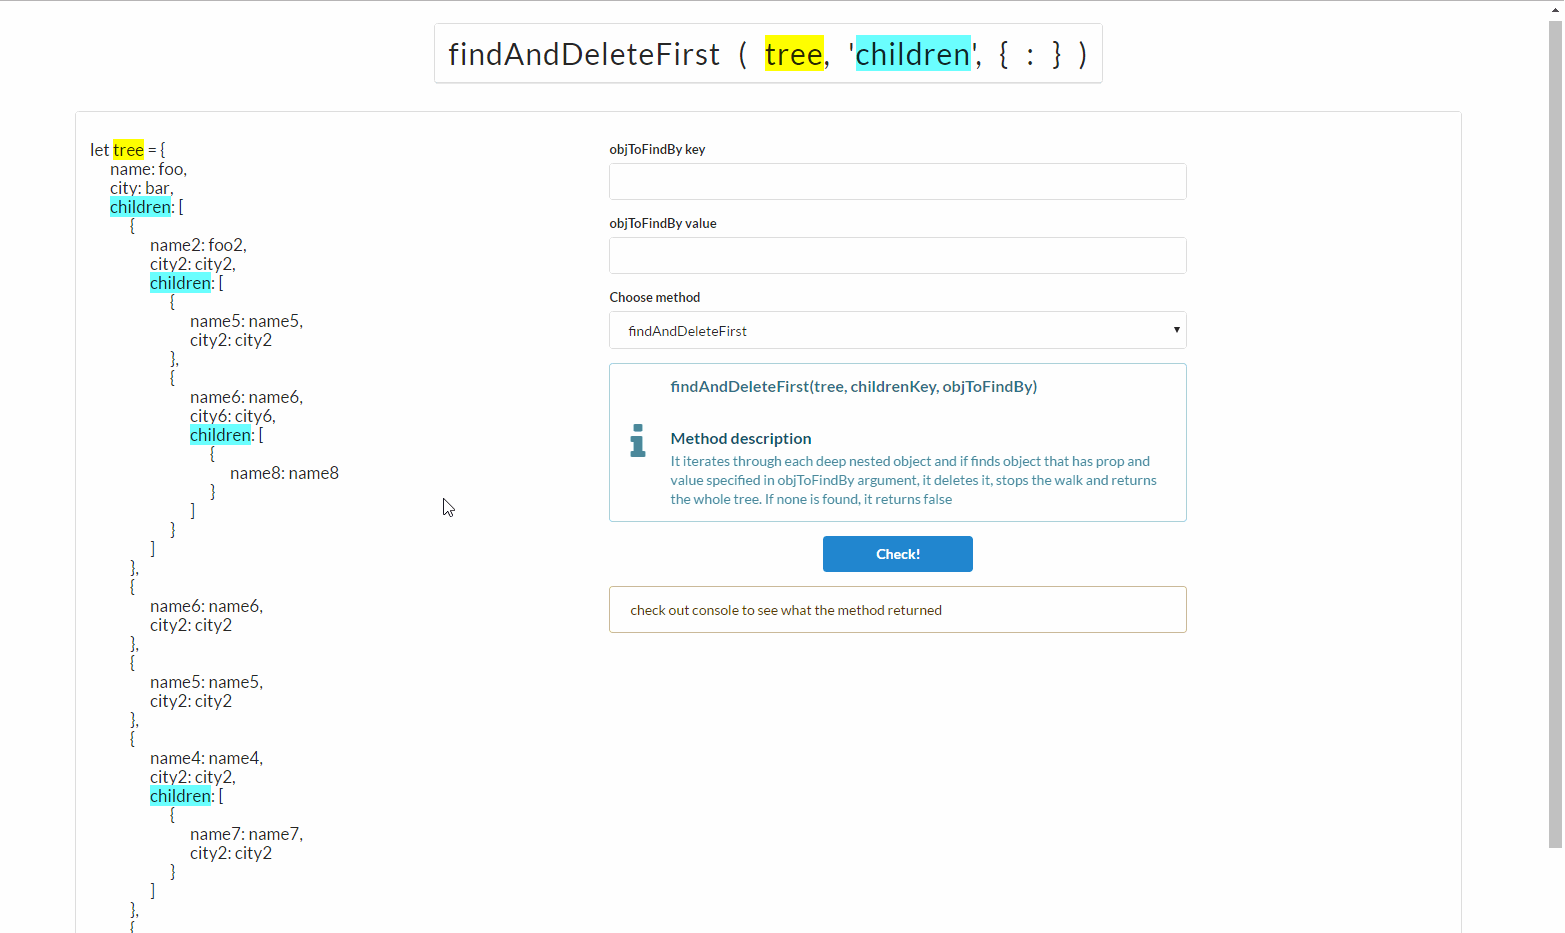 findAndDeleteFirst ( tree, 'children', { : } )
let tree = {
name: foo,
city: bar,
children: [
{
name2: foo2,
city2: city2,
children: [
{
name5: name5,
city2: city2
},
{
name6: name6,
city6: city6,
children: [
{
name8: name8
}
]
}
]
},
{
name6: name6,
city2: city2
},
{
name5: name5,
city2: city2
},
{
name4: name4,
city2: city2,
children: [
{
name7: name7,
city2: city2
}
]
},
{
objToFindBy key
objToFindBy value
Choose method
findAndDeleteFirst
findAndDeleteFirst(tree, childrenKey, objToFindBy)
Method description
It iterates through each deep nested object and if finds object that has prop and
value specified in objToFindBy argument, it deletes it, stops the walk and returns
the whole tree. If none is found, it returns false
Check!
check out console to see what the method returned